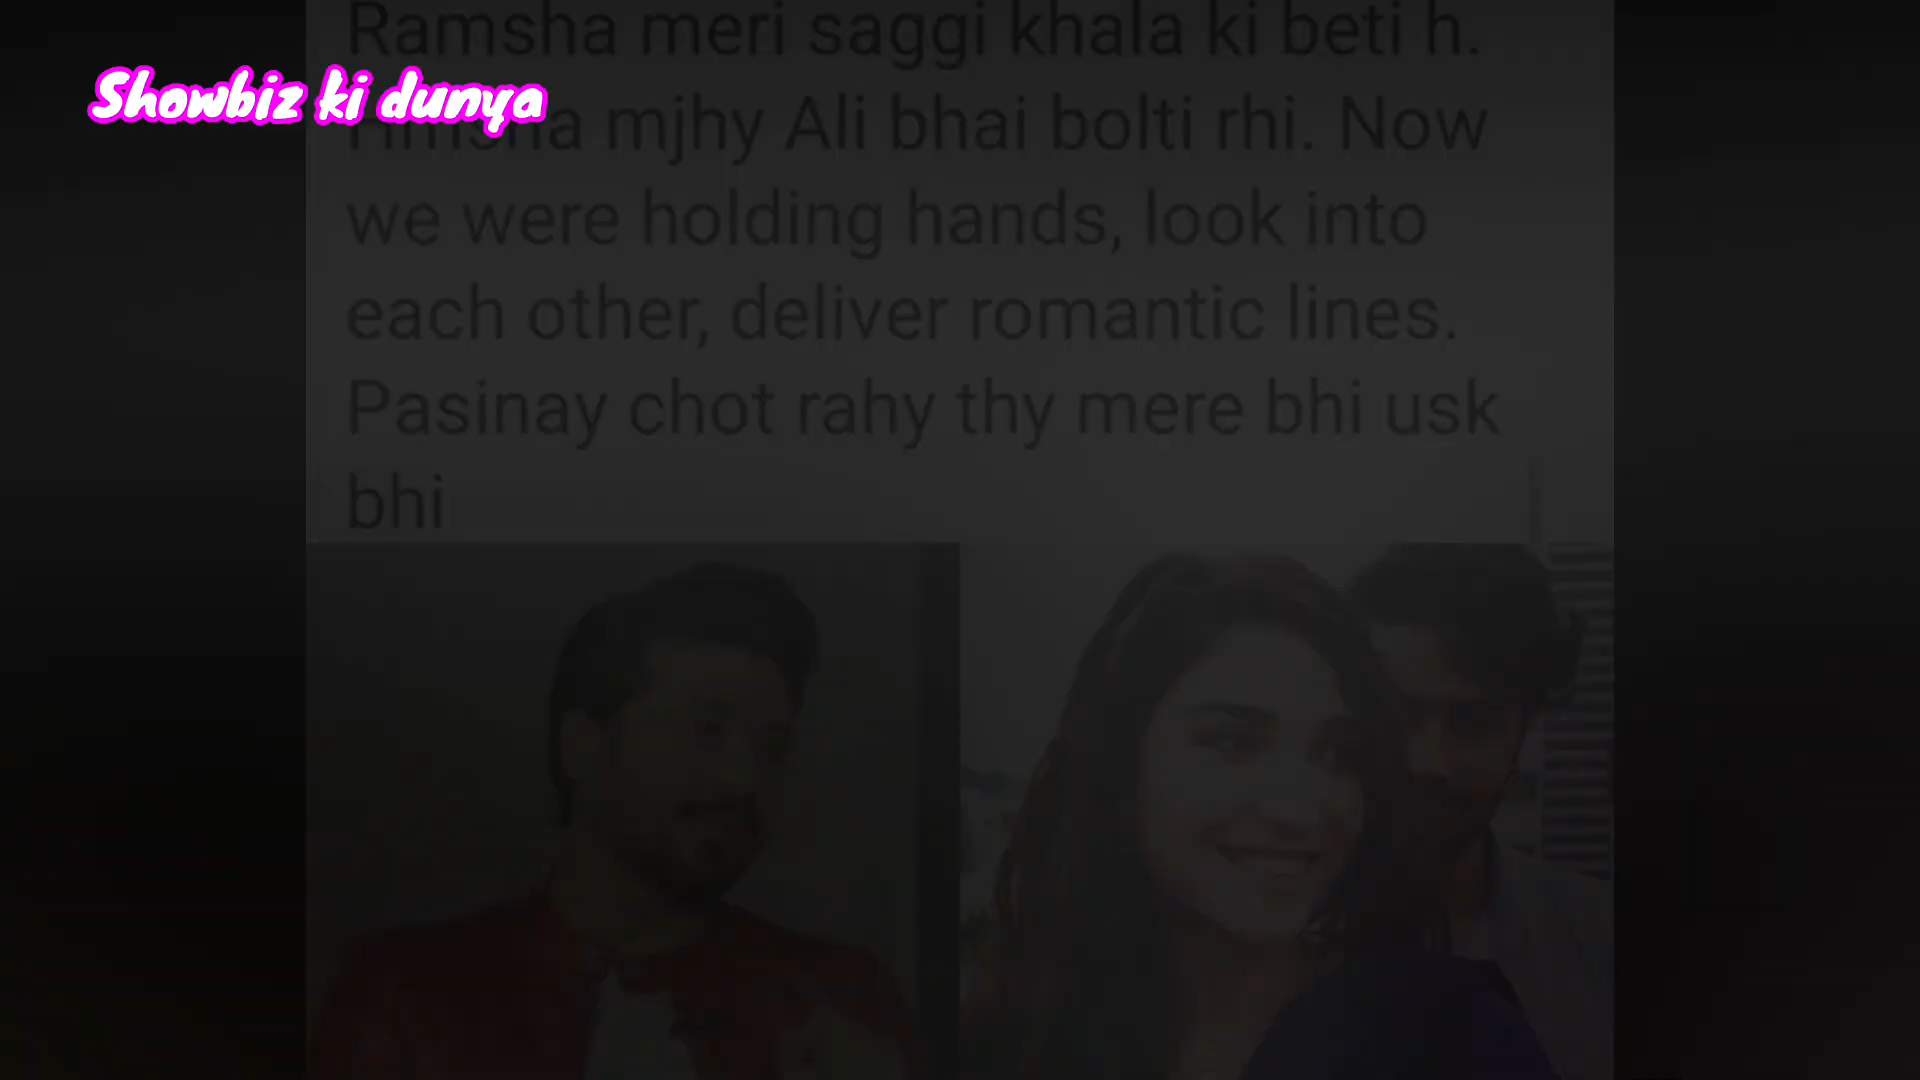 Ramsha meri saggi khala ki beti h.
Showbiz ki dunya
mjhy Ali bhai bolti rhi. Now
we were holding hands, look into
each other, deliver romantic lines.
Pasinay chot rahy thy mere bhi usk
bhi